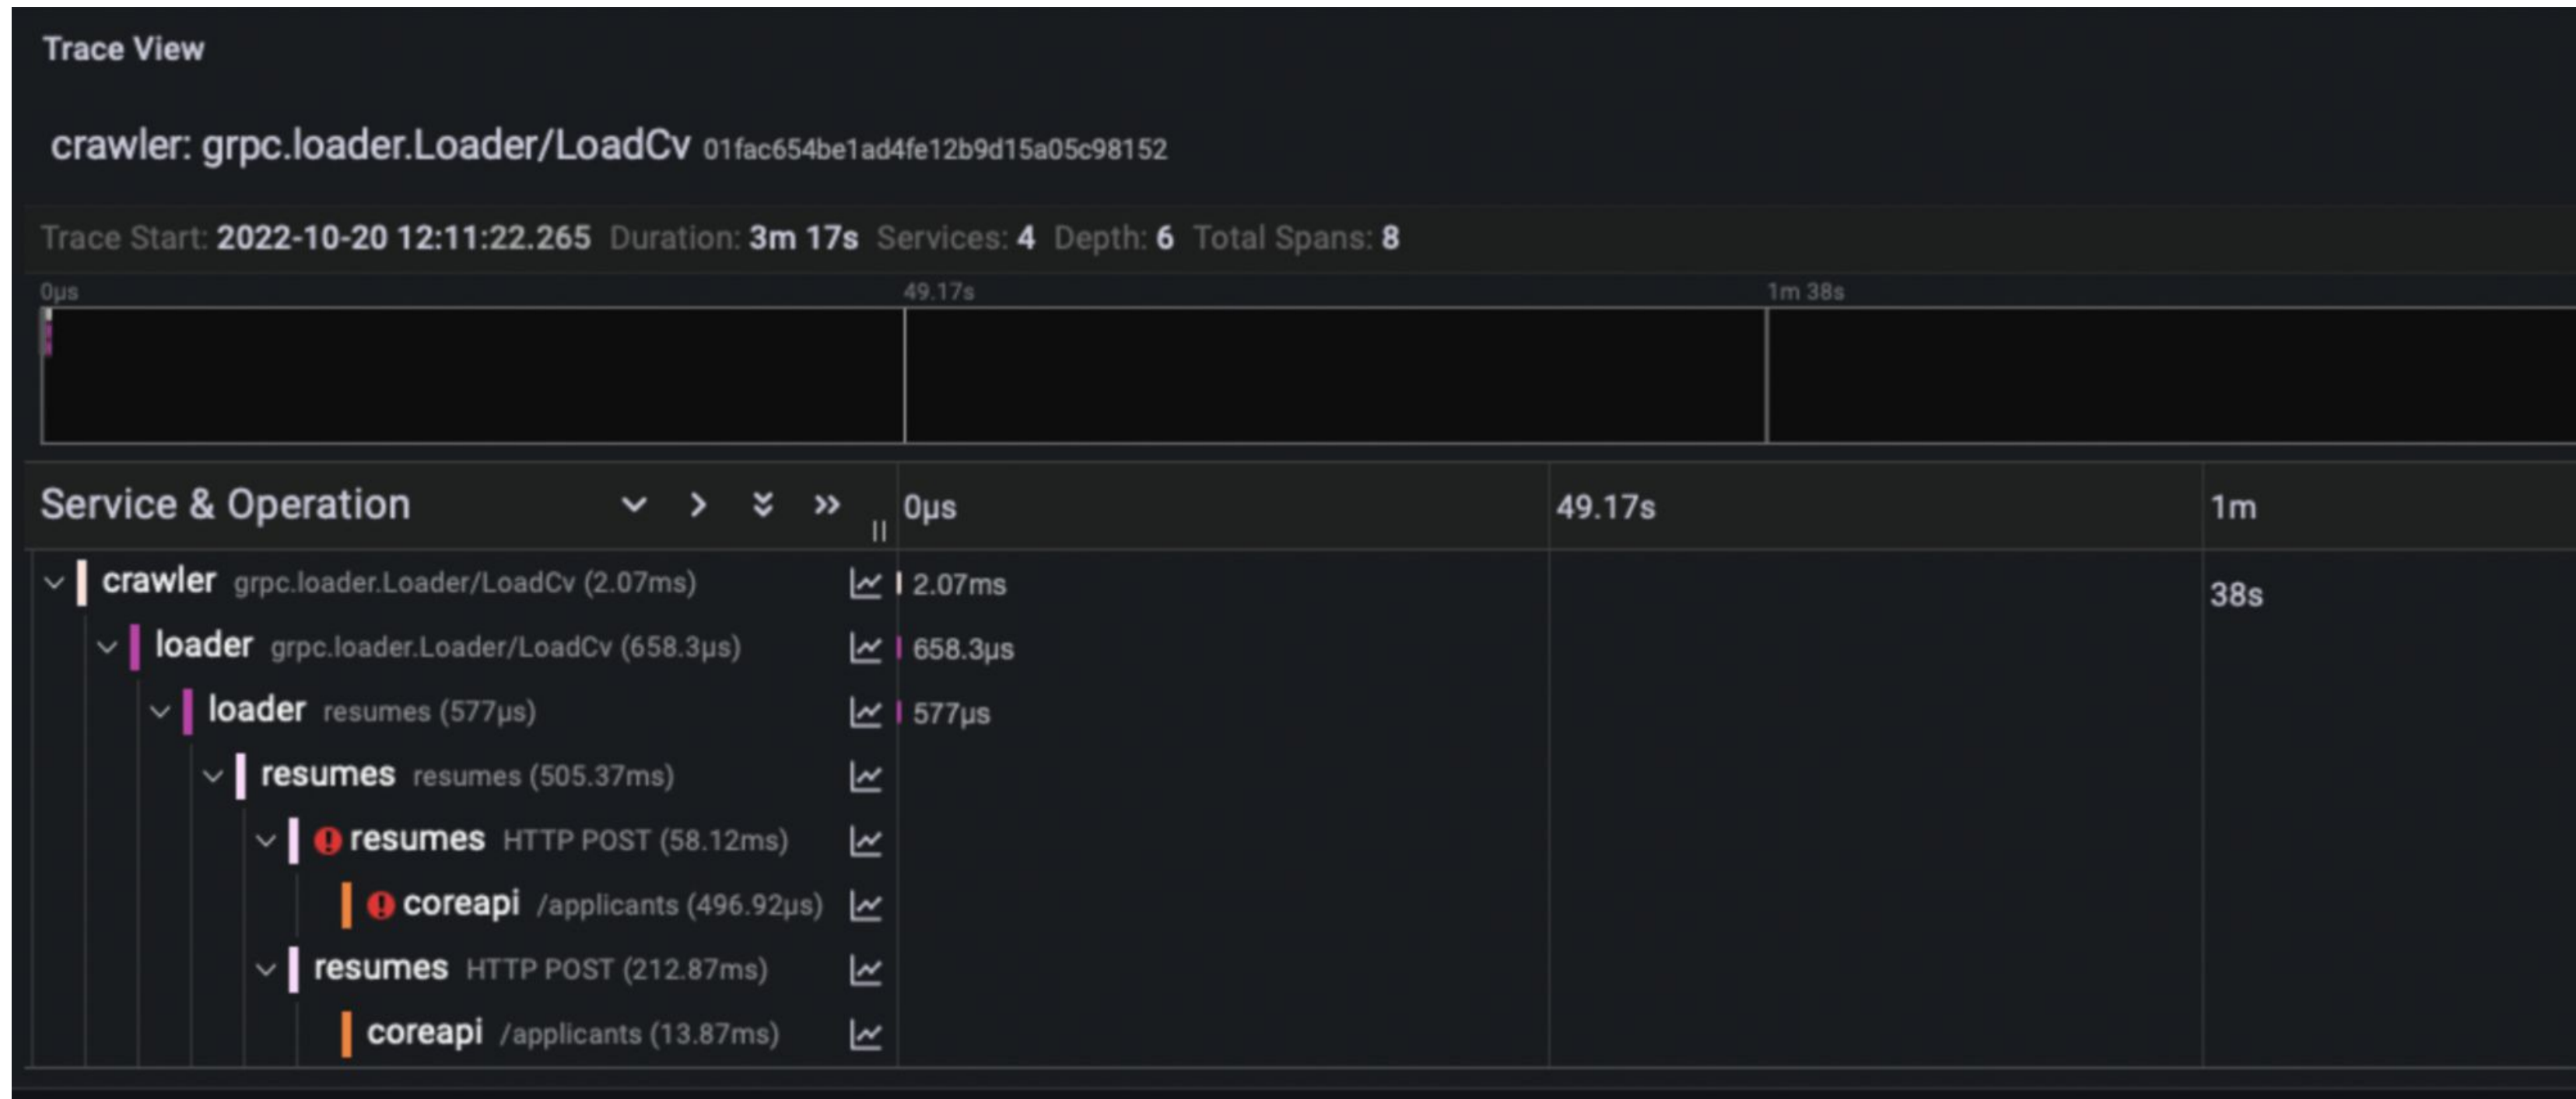 Trace View
crawler: grpc.loader.Loader/LoadCv 01fac654be1ad4fe12b9d15a05c98152
Trace Start: 2022-10-20 12:11:22.265 Duration: 3m 17s Services: 4 Depth: 6 Total Spans: 8
0μs 49.17s 1m 38s
Service & Operation 0μs 49.17s 1m
38s
crawler grpc.loader.Loader/LoadCv (2.07ms) 2.07ms
loader grpc.loader.Loader/LoadCv (658.3μs) 658.3μs
loader resumes (577μs) 577μs
resumes resumes (505.37ms)
resumes HTTP POST (58.12ms)
coreapi /applicants (496.92μs)
resumes HTTP POST (212.87ms)
coreapi /applicants (13.87ms)